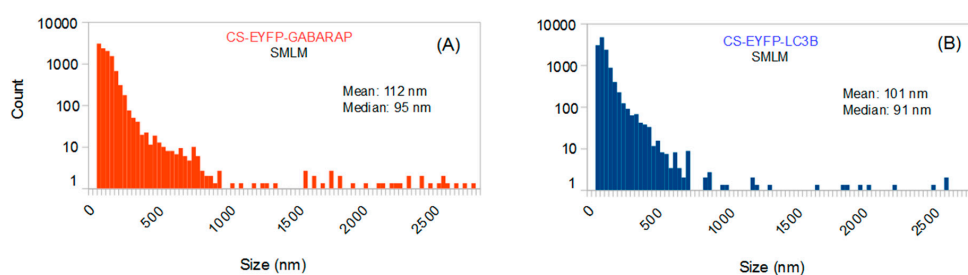 CS-EYFP-GABARAP
SMLM
(A)
Mean: 112 nm
Median: 95 nm
Count
10000
1000
100
10
1
0
500
1000
1500
2000
2500
Size (nm)
CS-EYFP-LC3B
SMLM
(B)
Mean: 101 nm
Median: 91 nm
10000
1000
100
10
1
0
500
1000
1500
2000
2500
Size (nm)